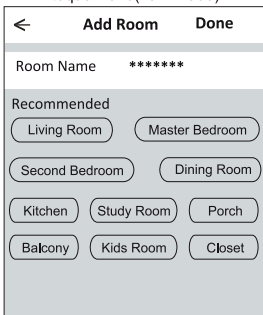 ← Add Room Done
Room Name *******
Recommended
Living Room Master Bedroom
Second Bedroom Dining Room
Kitchen Study Room Porch
Balcony Kids Room Closet